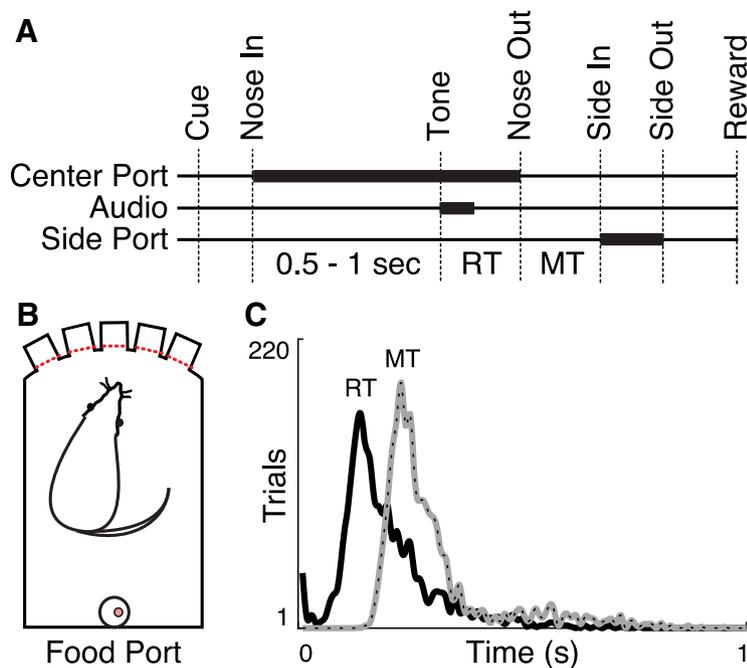 A
Cue
Nose In
Tone
Nose Out
Side In
Side Out
Reward
Center Port
Audio
Side Port
0.5 - 1 sec RT MT
B
Food Port
C
220
Trials
1
RT
MT
0 Time (s) 1